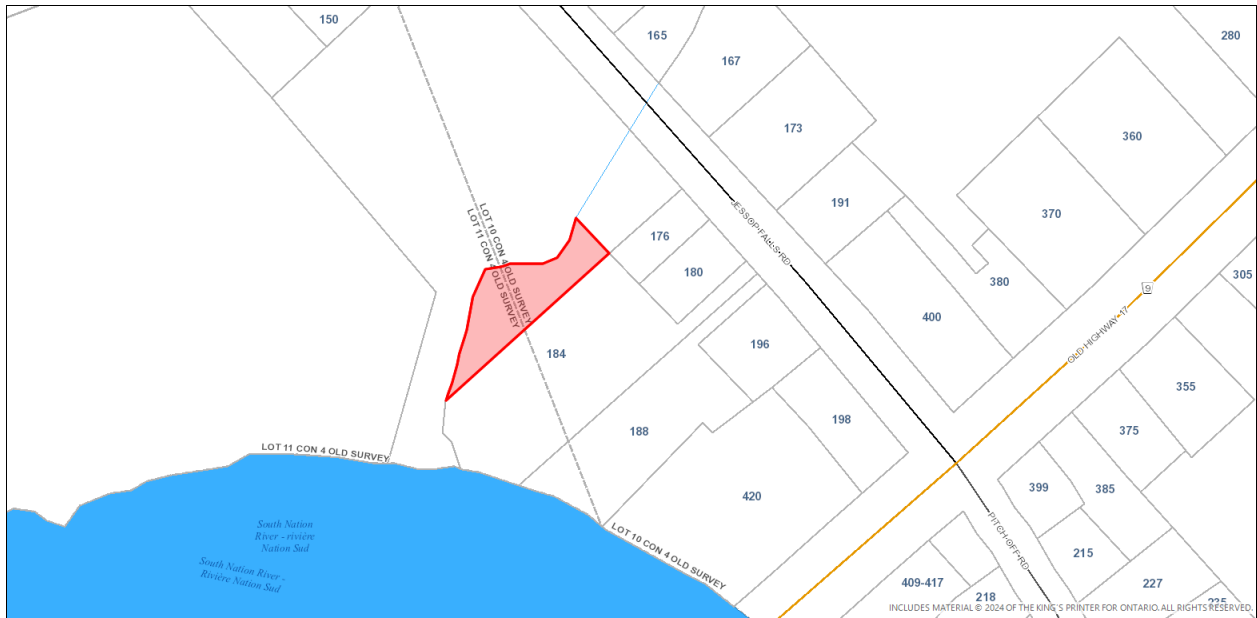 150
165
167
280
173
360
191
370
LOT 10 CON 4 OLD SURVEY
LOT 11 CON 4 OLD SURVEY
JESSOP FALLS RD
176
180
380
305
9
400
OLD HIGHWAY 17
184
196
355
188
198
375
LOT 11 CON 4 OLD SURVEY
420
399
385
South Nation
River - rivière
Nation Sud
South Nation River -
Rivière Nation Sud
LOT 10 CON 4 OLD SURVEY
PITCH OFF RD
215
409-417
218
227
235
INCLUDES MATERIAL © 2024 OF THE KING'S PRINTER FOR ONTARIO. ALL RIGHTS RESERVED.